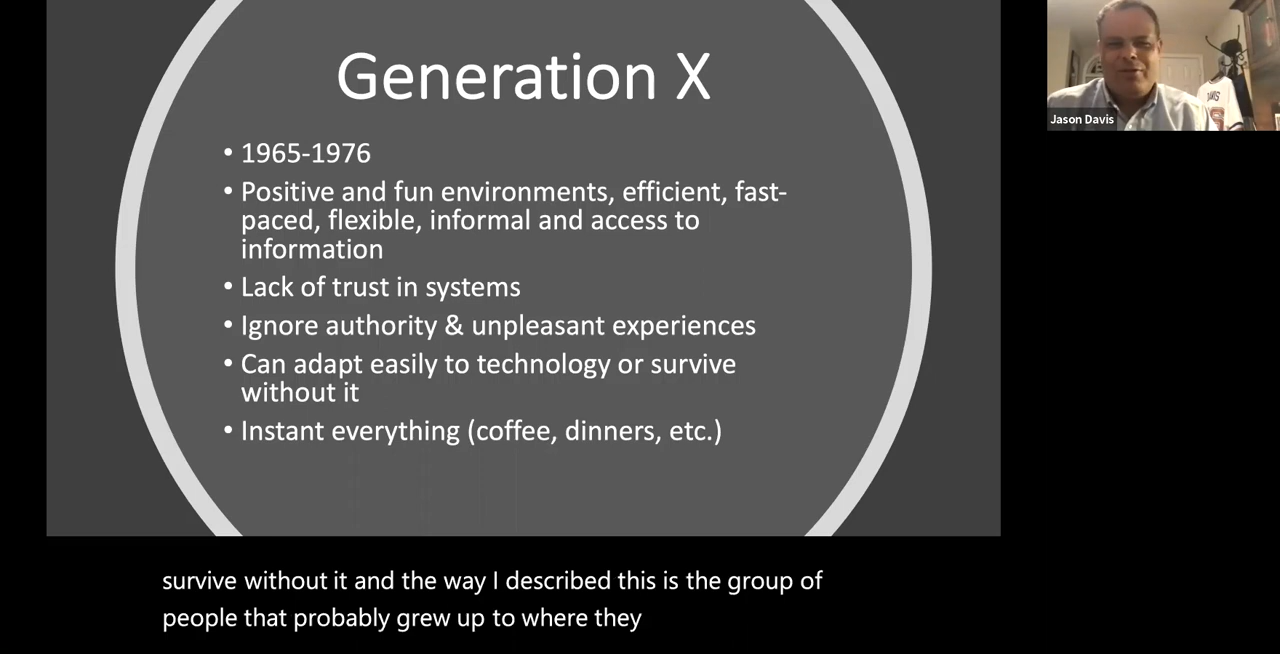 Generation X
• 1965-1976
• Positive and fun environments, efficient, fast-
paced, flexible, informal and access to
information
• Lack of trust in systems
• Ignore authority & unpleasant experiences
• Can adapt easily to technology or survive
without it
• Instant everything (coffee, dinners, etc.)
Jason Davis
DAVIS
survive without it and the way I described this is the group of
people that probably grew up to where they